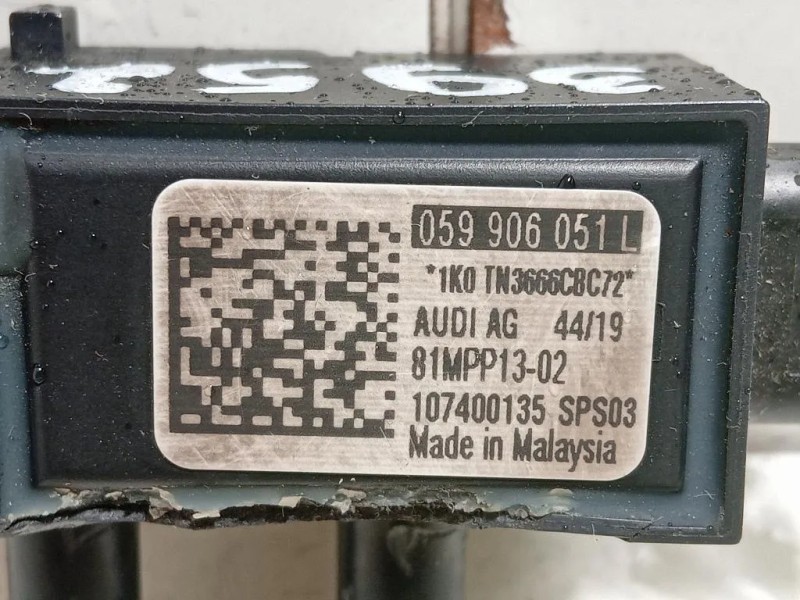 059 906 051 L
*1K0 TN3666CBC72*
AUDI AG 44/19
81MPP13-02
107400135 SPS03
Made in Malaysia